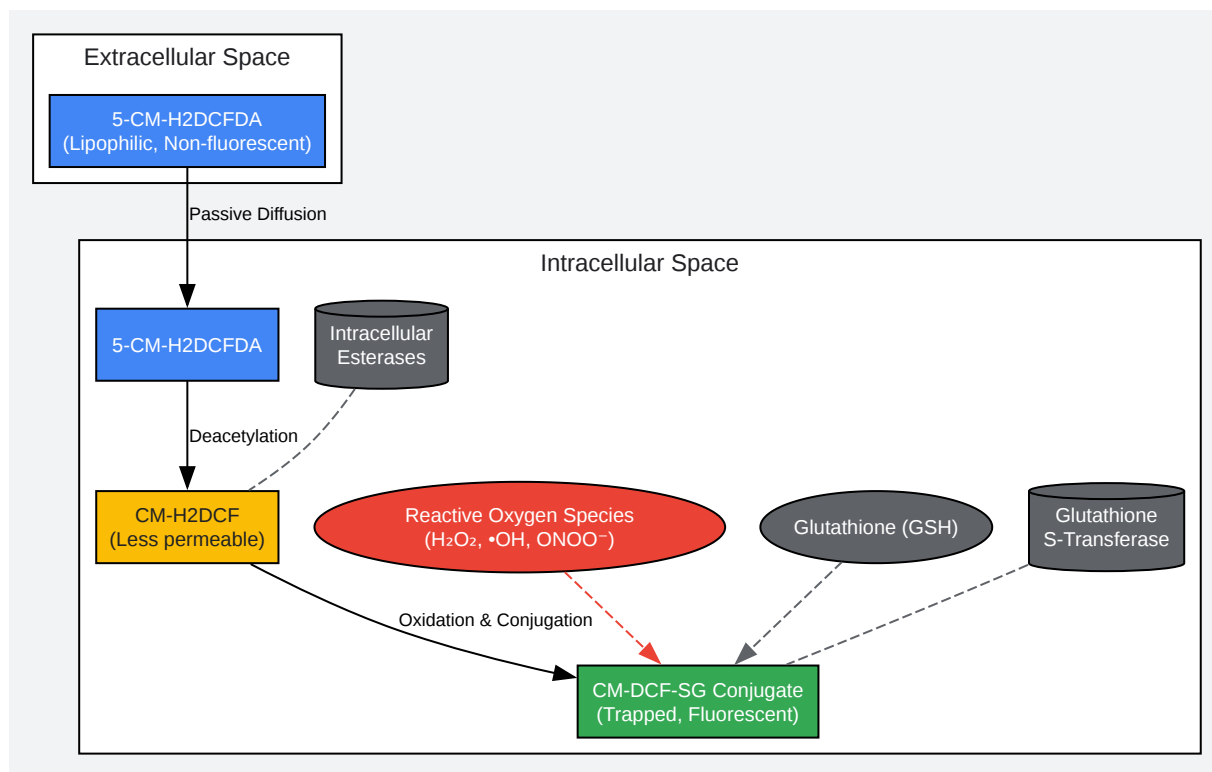 Extracellular Space
5-CM-H2DCFDA
(Lipophilic, Non-fluorescent)
Passive Diffusion
Intracellular Space
5-CM-H2DCFDA
Intracellular
Esterases
Deacetylation
CM-H2DCF
(Less permeable)
Reactive Oxygen Species
(H₂O₂, •OH, ONOO⁻)
Glutathione (GSH)
Glutathione
S-Transferase
Oxidation & Conjugation
CM-DCF-SG Conjugate
(Trapped, Fluorescent)